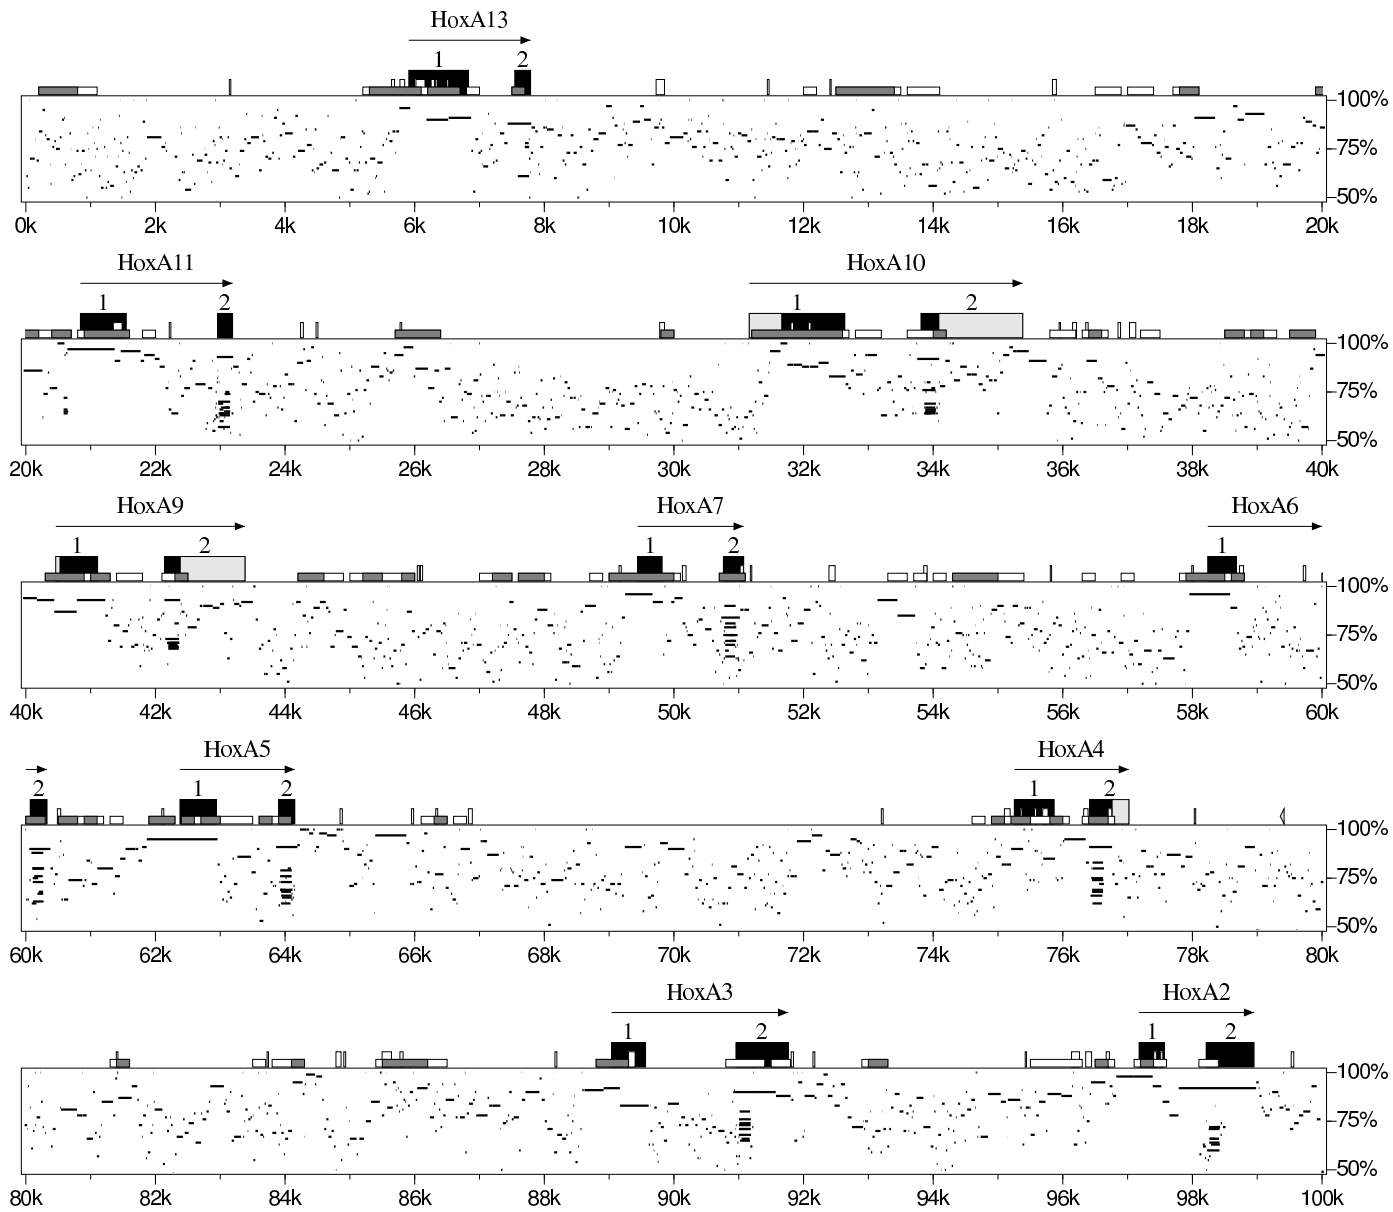 HoxA13
1 2
100%
75%
50%
0k 2k 4k 6k 8k 10k 12k 14k 16k 18k 20k
HoxA11 HoxA10
1 2 1 2
100%
75%
50%
20k 22k 24k 26k 28k 30k 32k 34k 36k 38k 40k
HoxA9 HoxA7 HoxA6
1 2 1 2 1
100%
75%
50%
40k 42k 44k 46k 48k 50k 52k 54k 56k 58k 60k
HoxA5 HoxA4
2 1 2 1 2
100%
75%
50%
60k 62k 64k 66k 68k 70k 72k 74k 76k 78k 80k
HoxA3 HoxA2
1 2 1 2
100%
75%
50%
80k 82k 84k 86k 88k 90k 92k 94k 96k 98k 100k